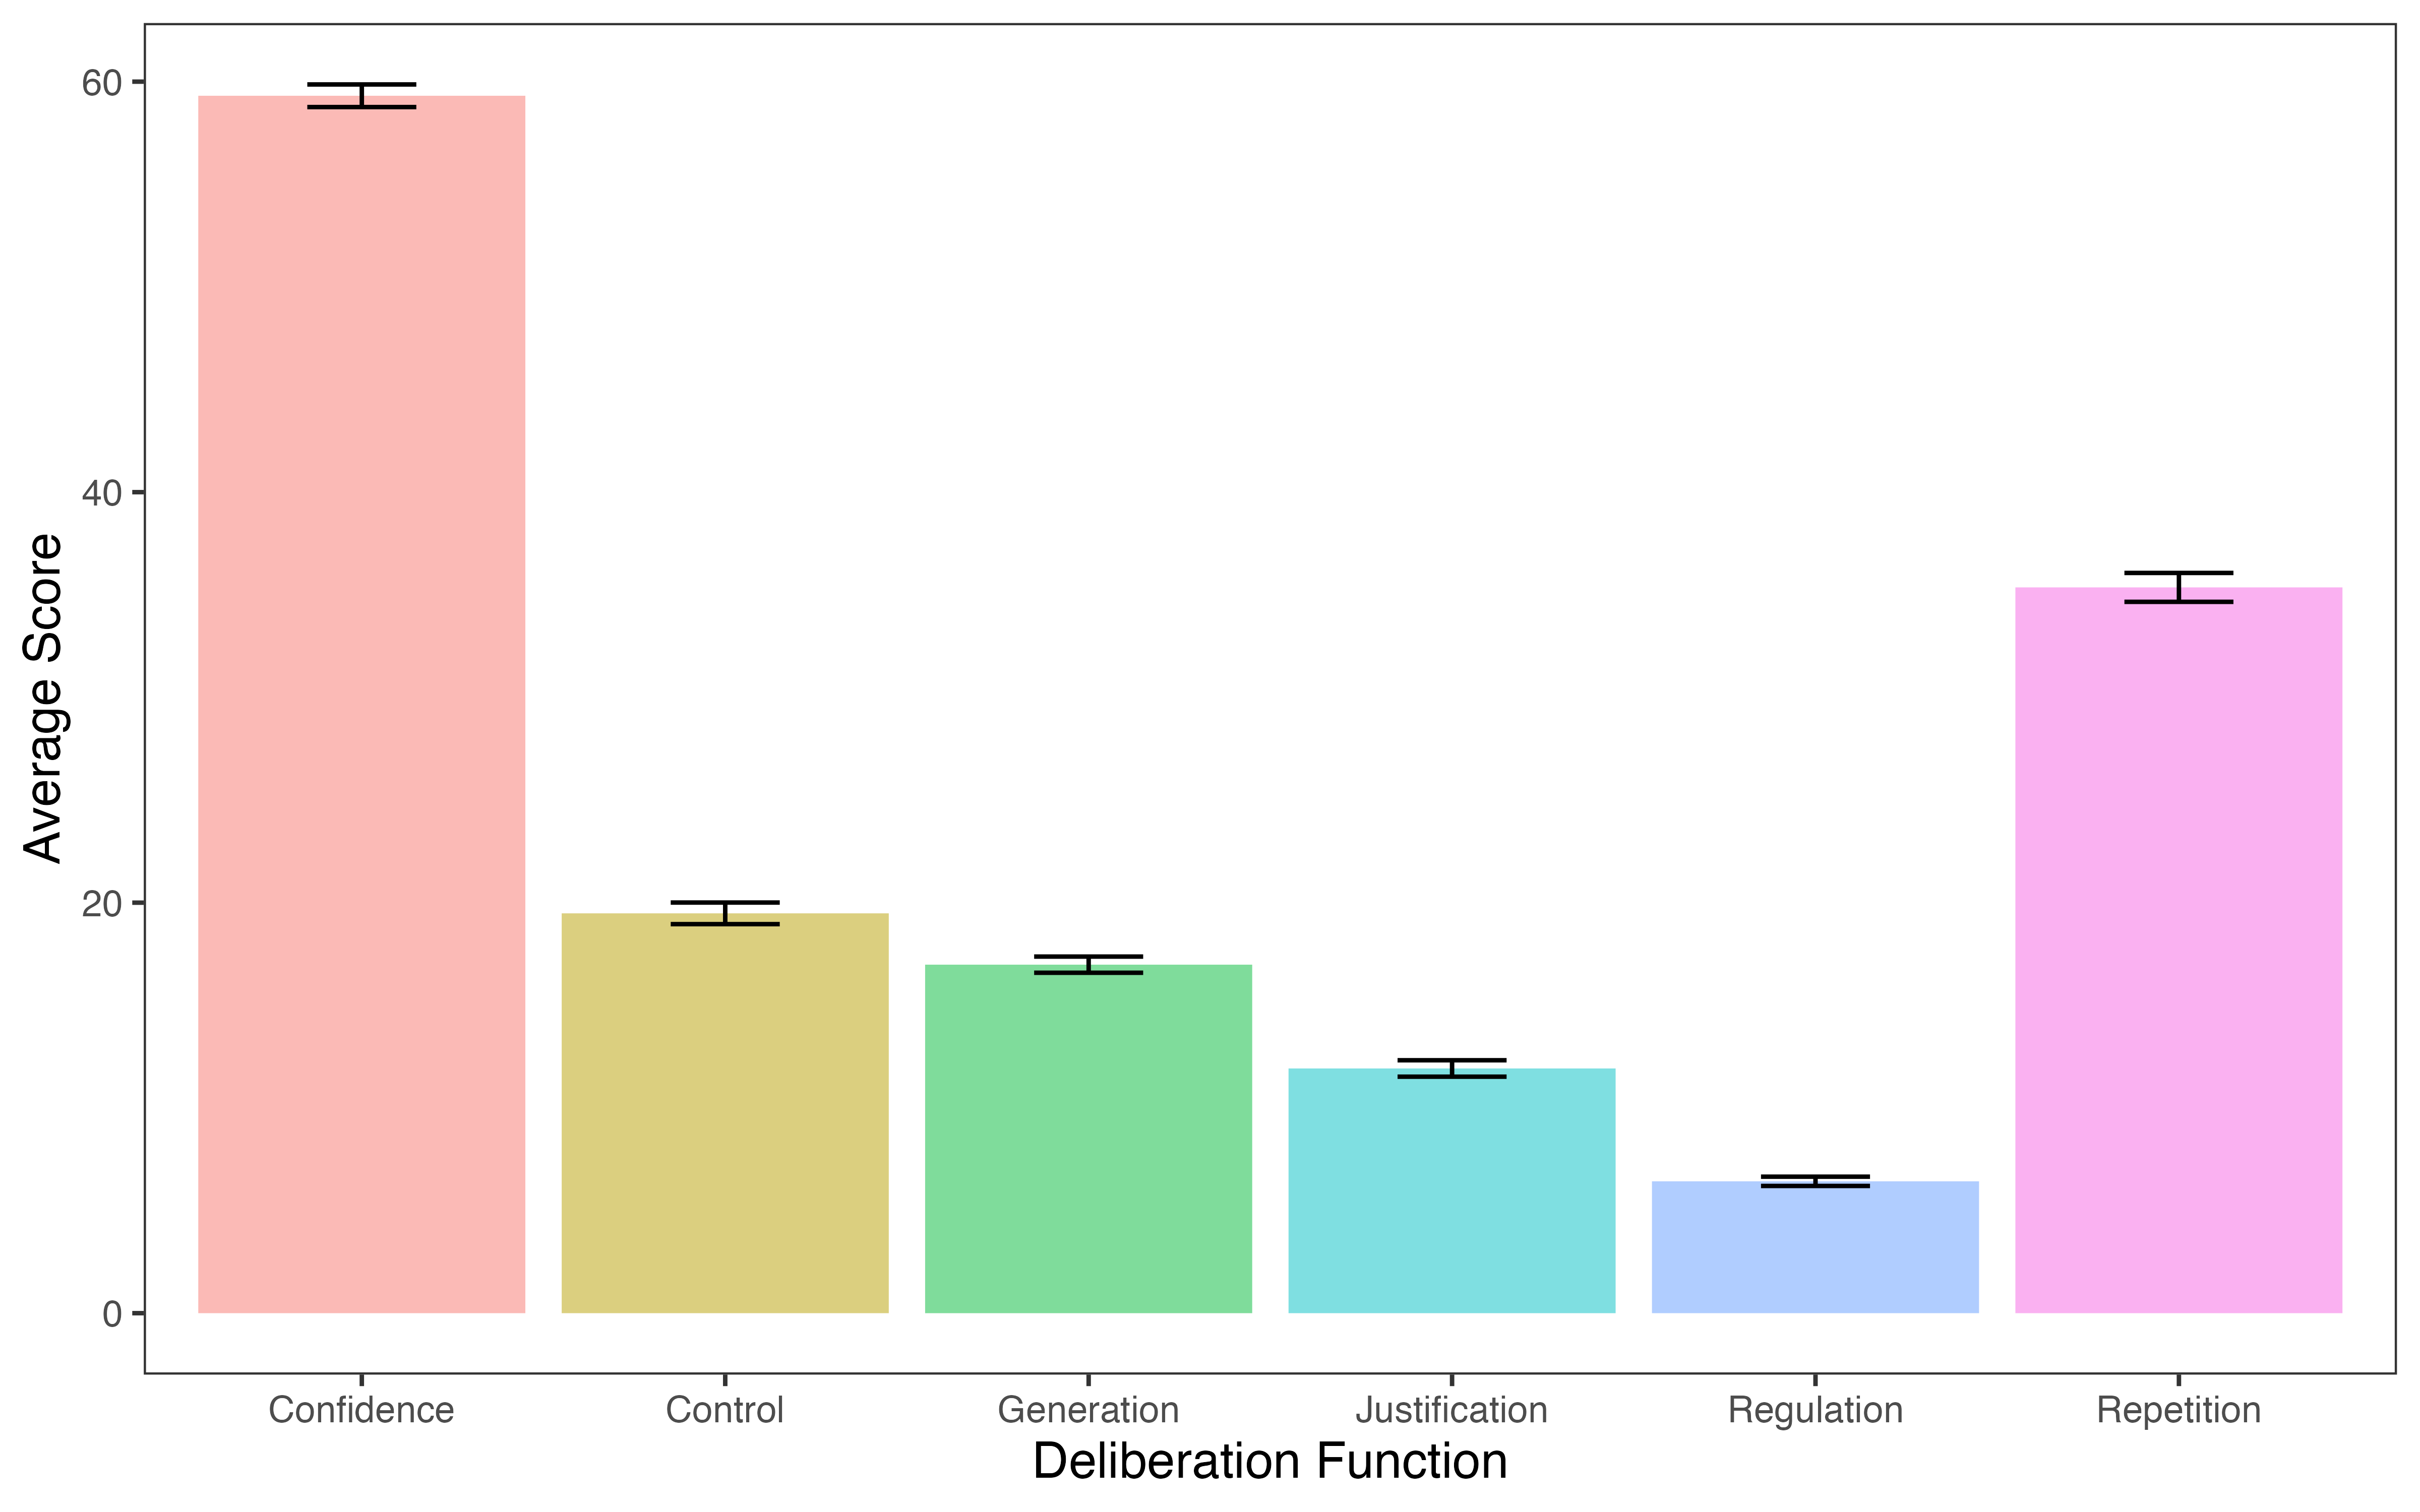 60
40
20
0
Average Score
Confidence
Control
Generation
Justification
Regulation
Repetition
Deliberation Function